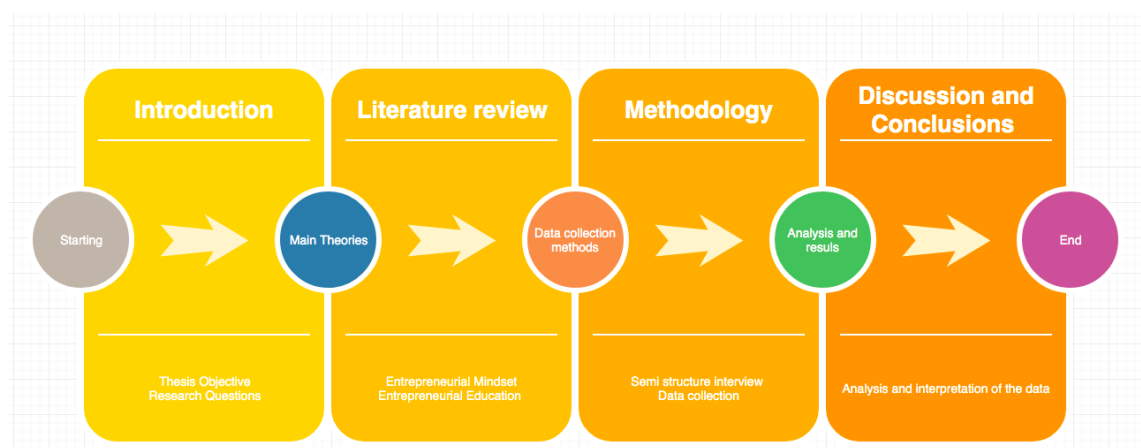 Introduction
Literature review
Methodology
Discussion and
Conclusions
Starting
Main Theories
Data collection
methods
Analysis and
resuls
End
Thesis Objective
Research Questions
Entrepreneurial Mindset
Entrepreneurial Education
Semi structure interview
Data collection
Analysis and interpretation of the data